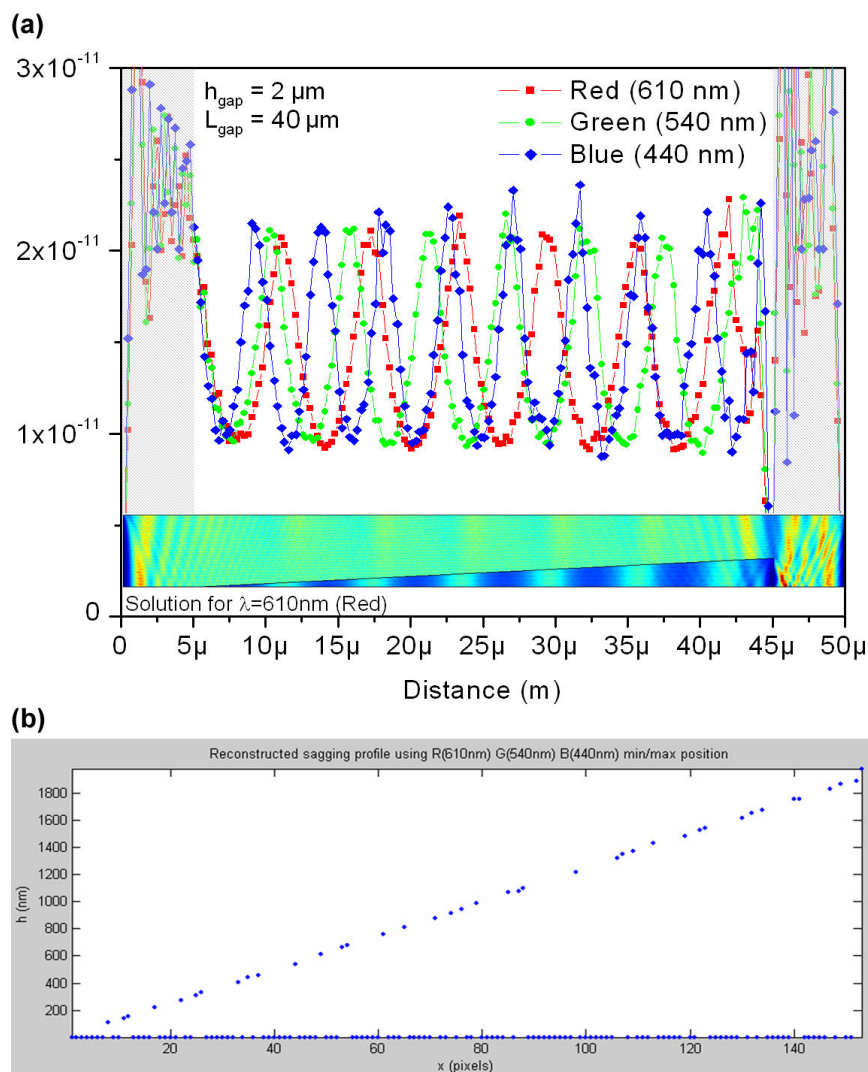 (a)
3x10-11
2x10-11
1x10-11
0
hgap = 2 µm
Lgap = 40 µm
Red (610 nm)
Green (540 nm)
Blue (440 nm)
Solution for λ=610nm (Red)
0 5µ 10µ 15µ 20µ 25µ 30µ 35µ 40µ 45µ 50µ
Distance (m)
(b)
Reconstructed sagging profile using R(610nm) G(540nm) B(440nm) min/max position
1800
1600
1400
1200
1000
800
600
400
200
h (nm)
20 40 60 80 100 120 140
x (pixels)